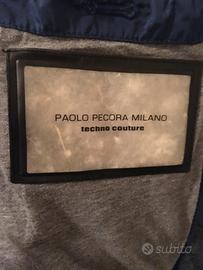 PAOLO PECORA MILANO
techno couture
subito